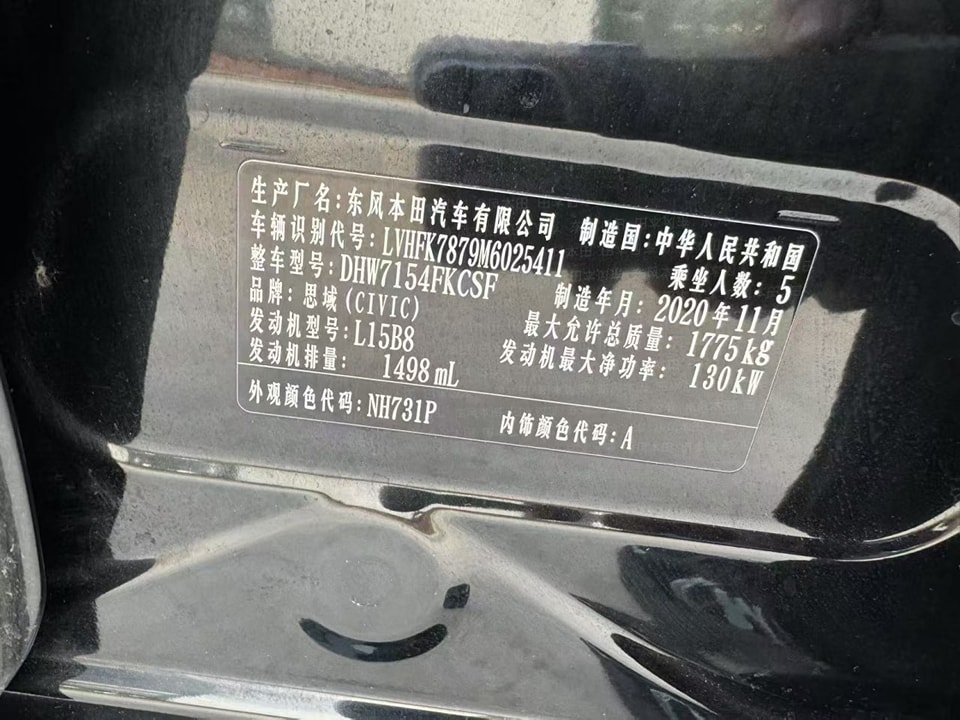 生产厂名:东风本田汽车有限公司 制造国:中华人民共和国
车辆识别代号:LVHFK7879M6025411 乘坐人数:5
整车型号:DHW7154FKCSF 制造年月:2020年11月
品牌:思域(CIVIC) 最大允许总质量:1775kg
发动机型号:L15B8 发动机最大净功率:130kW
发动机排量: 1498mL
外观颜色代码:NH731P 内饰颜色代码:A